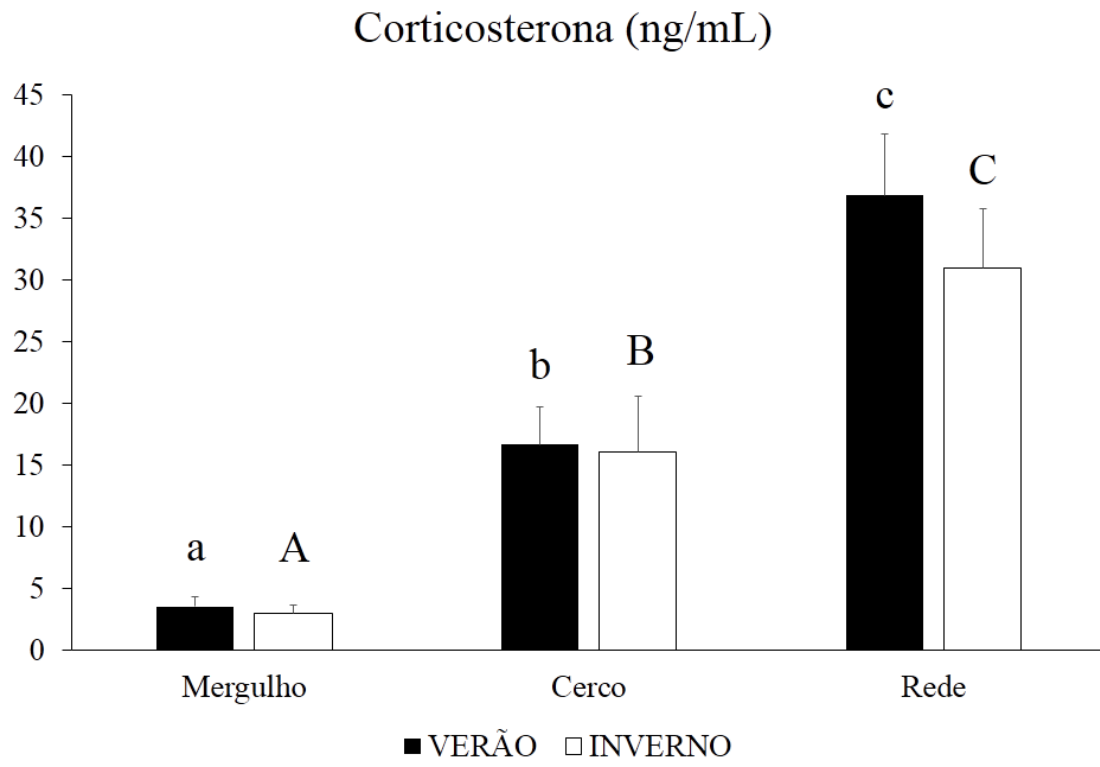 Corticosterona (ng/mL)
45
40
35
30
25
20
15
10
5
0
a
A
b
B
c
C
Mergulho
Cerco
Rede
VERÃO
INVERNO